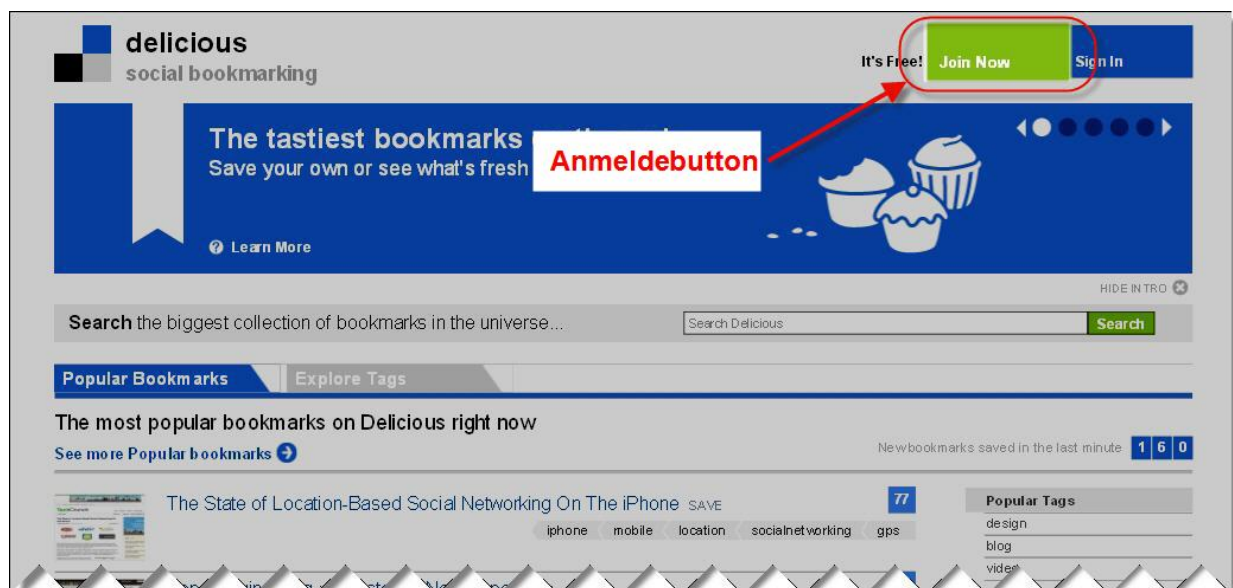 delicious
social bookmarking
It's Free!
Join Now
Sign In
The tastiest bookmarks
Save your own or see what's fresh
Anmeldebutton
Learn More
HIDE INTRO
Search the biggest collection of bookmarks in the universe...
Search Delicious
Search
Popular Bookmarks
Explore Tags
The most popular bookmarks on Delicious right now
See more Popular bookmarks
New bookmarks saved in the last minute 1 6 0
The State of Location-Based Social Networking On The iPhone SAVE
77
iphone mobile location socialnetworking gps
Popular Tags
design
blog
video